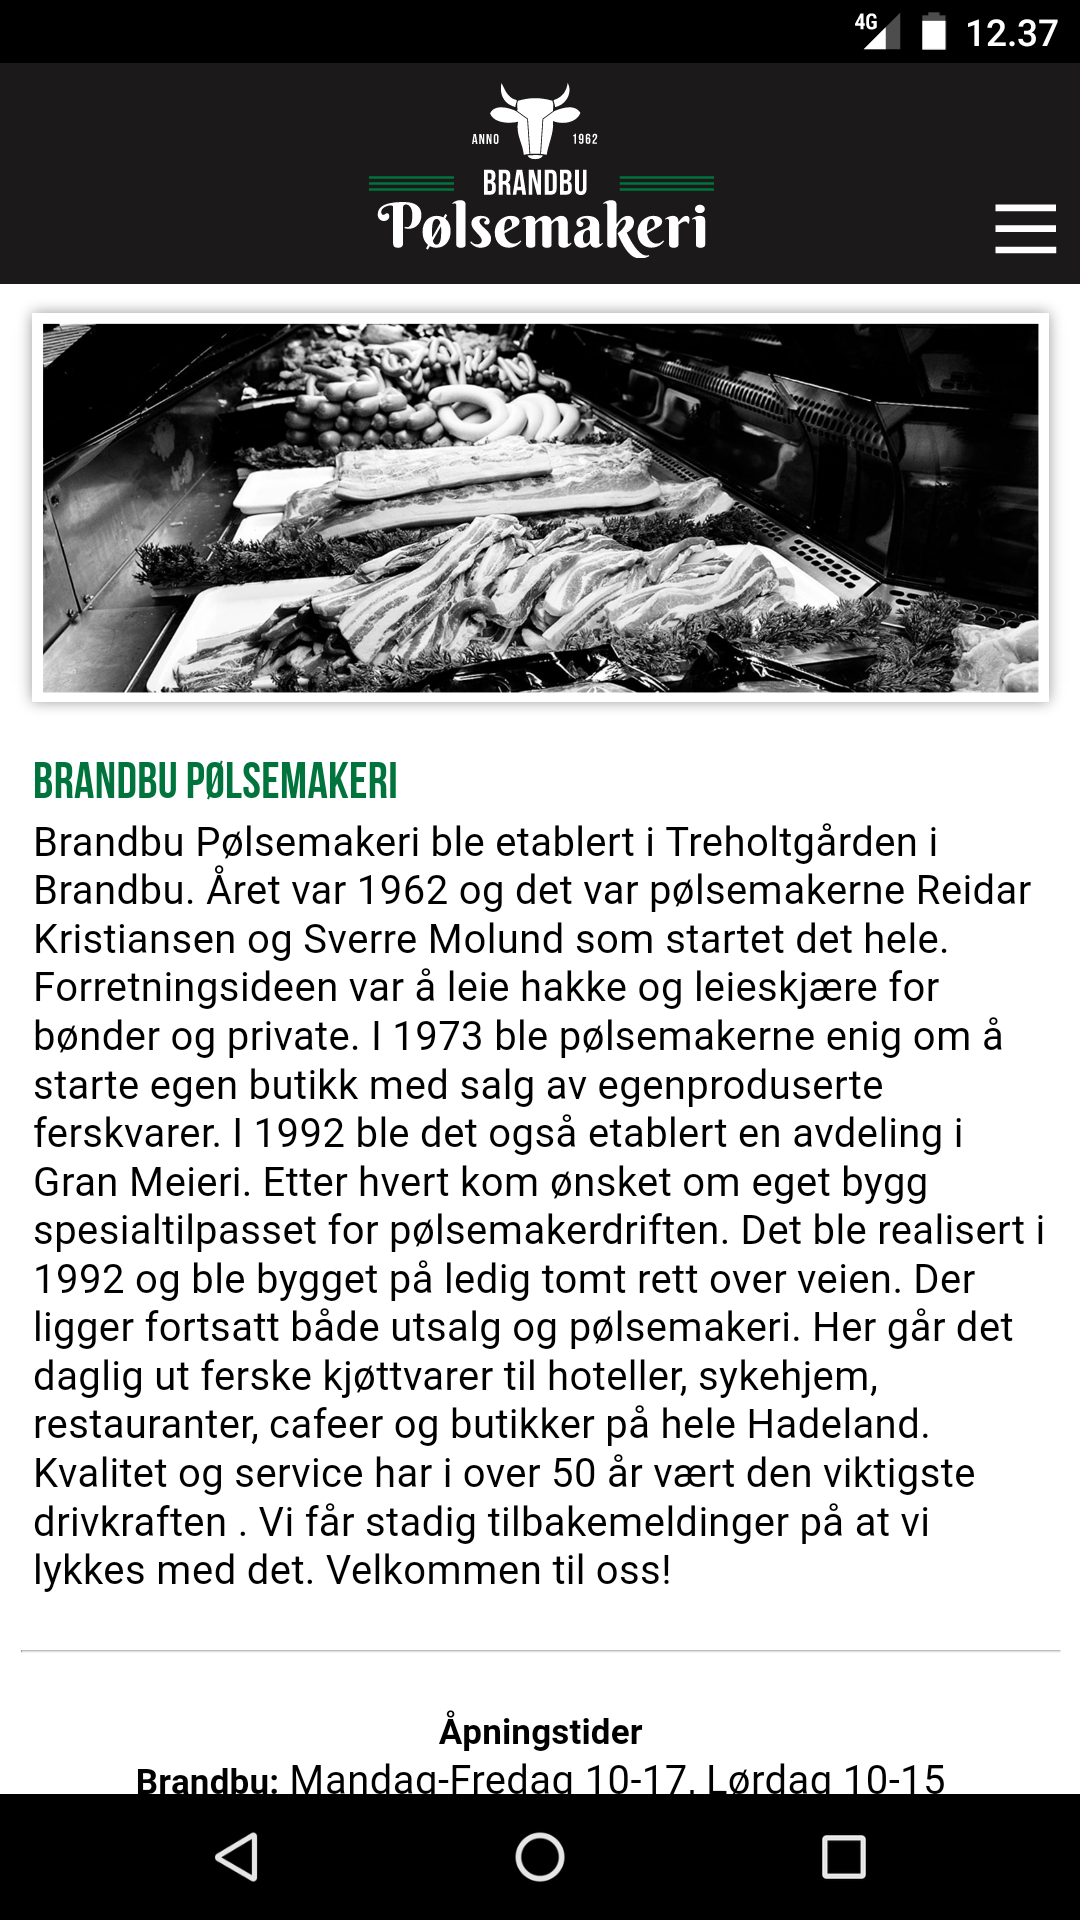 4G 12.37
ANNO 1962
BRANDBU
Pølsemakeri
BRANDBU PØLSEMAKERI
Brandbu Pølsemakeri ble etablert i Treholtgården i
Brandbu. Året var 1962 og det var pølsemakerne Reidar
Kristiansen og Sverre Molund som startet det hele.
Forretningsideen var å leie hakke og leieskjære for
bønder og private. I 1973 ble pølsemakerne enig om å
starte egen butikk med salg av egenproduserte
ferskvarer. I 1992 ble det også etablert en avdeling i
Gran Meieri. Etter hvert kom ønsket om eget bygg
spesialtilpasset for pølsemakerdriften. Det ble realisert i
1992 og ble bygget på ledig tomt rett over veien. Der
ligger fortsatt både utsalg og pølsemakeri. Her går det
daglig ut ferske kjøttvarer til hoteller, sykehjem,
restauranter, cafeer og butikker på hele Hadeland.
Kvalitet og service har i over 50 år vært den viktigste
drivkraften . Vi får stadig tilbakemeldinger på at vi
lykkes med det. Velkommen til oss!
Åpningstider
Brandbu: Mandag-Fredag 10-17, Lørdag 10-15